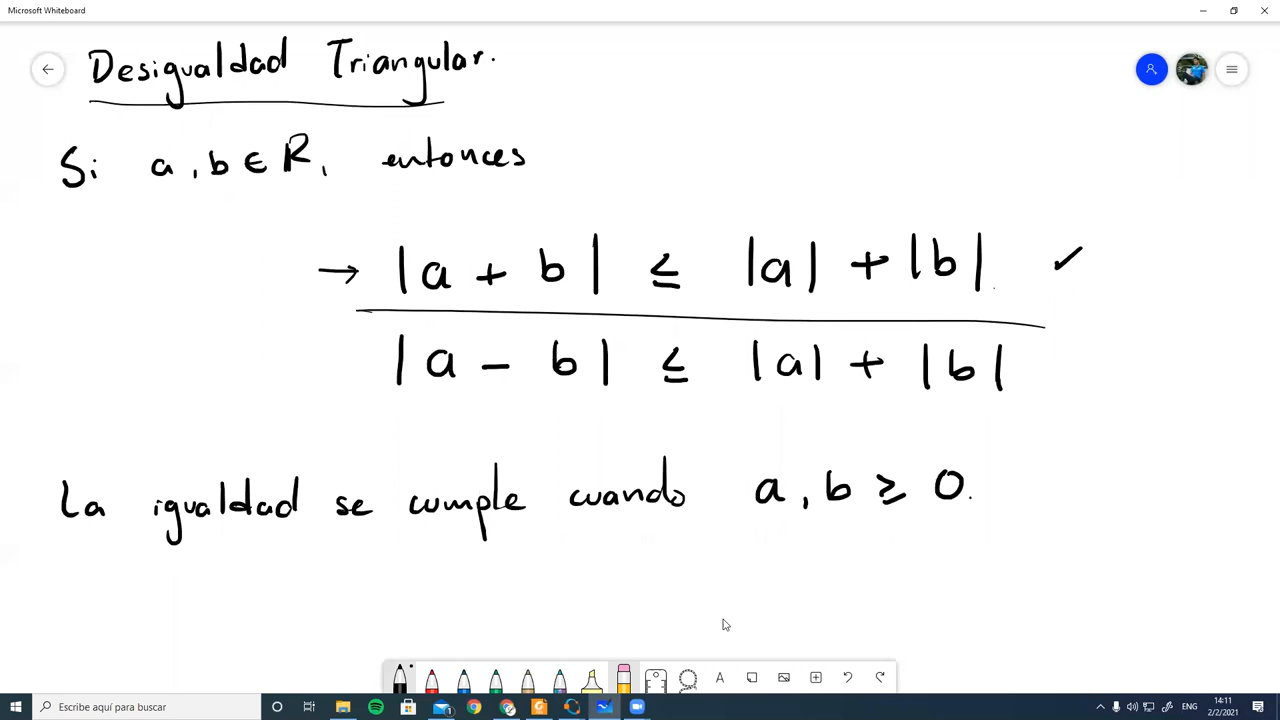 Microsoft Whiteboard
Desigualdad Triangular.
Si a, b ∈ R, entonces
→ |a + b| ≤ |a| + |b|. ✓
|a - b| ≤ |a| + |b|
La igualdad se cumple cuando a, b ≥ 0.
A
Escribe aquí para buscar
1
ENG
14:11
2/2/2021